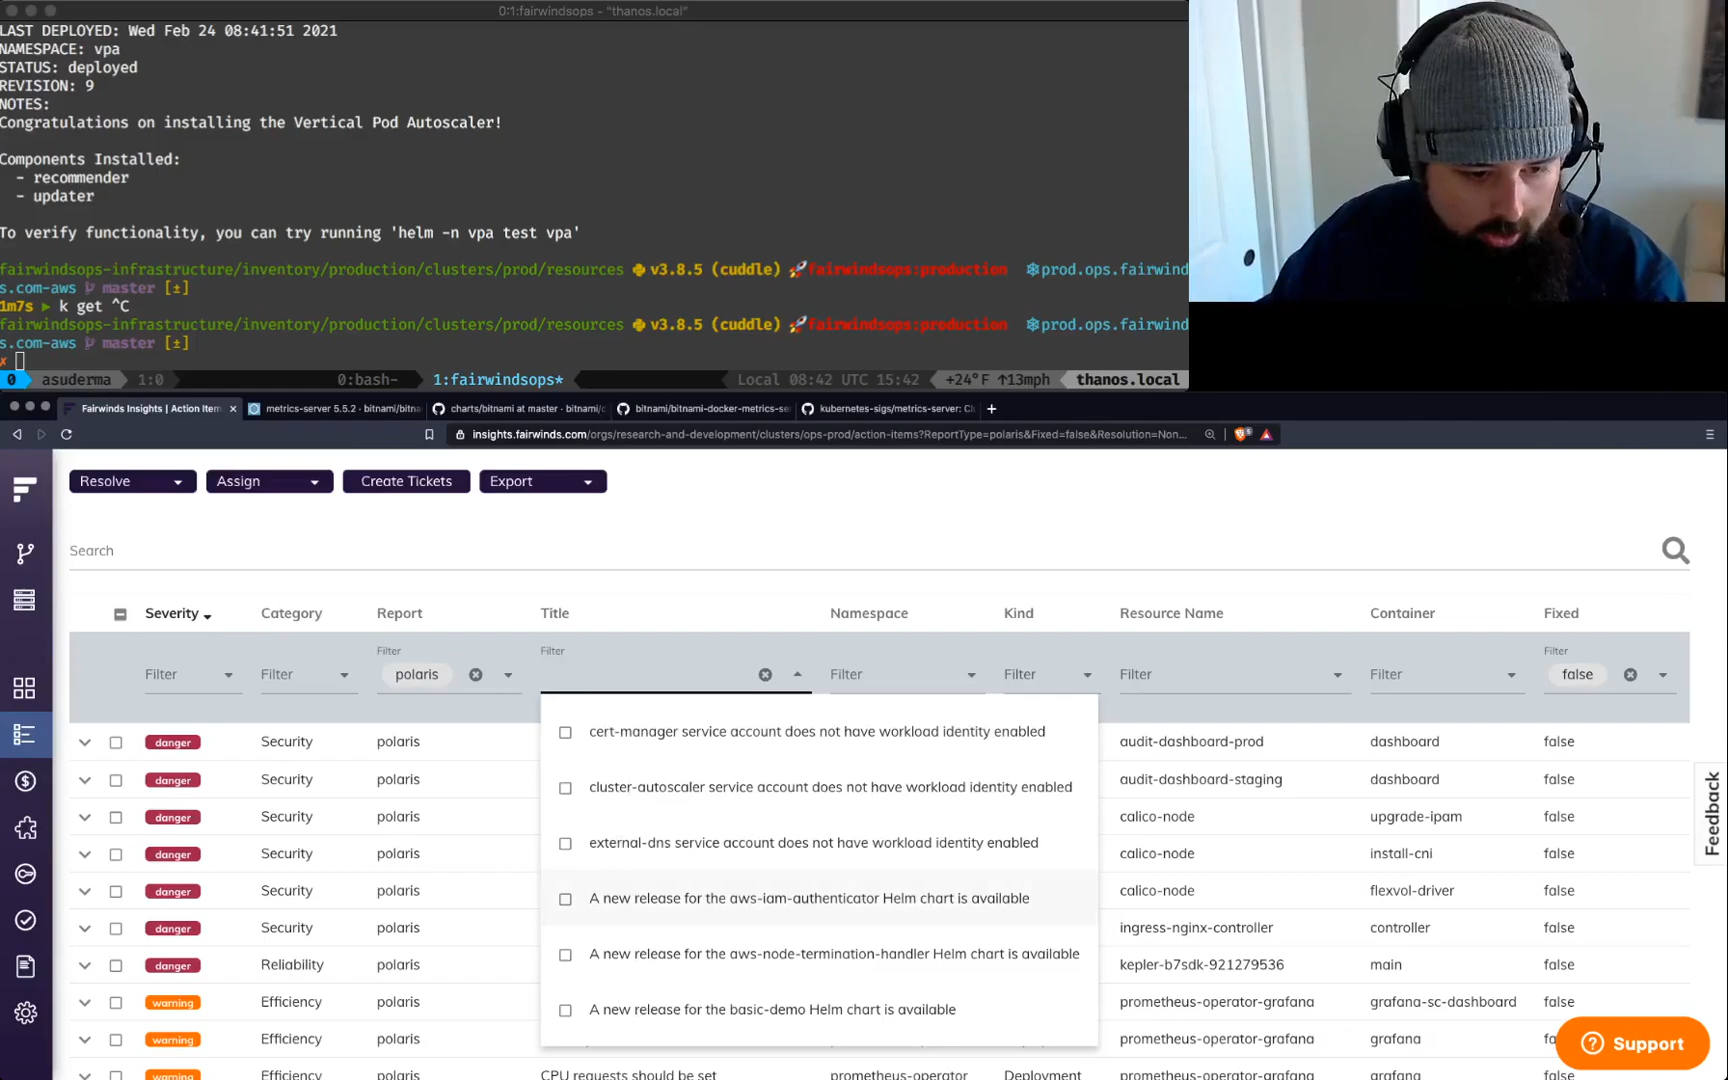 0:1:fairwindsops - "thanos.local"
LAST DEPLOYED: Wed Feb 24 08:41:51 2021
NAMESPACE: vpa
STATUS: deployed
REVISION: 9
NOTES:
Congratulations on installing the Vertical Pod Autoscaler!
Components Installed:
- recommender
- updater
To verify functionality, you can try running 'helm -n vpa test vpa'
fairwindsops-infrastructure/inventory/production/clusters/prod/resources v3.8.5 (cuddle) fairwindsops:production prod.ops.fairwind
s.com-aws master [±]
1m7s ► k get ^C
fairwindsops-infrastructure/inventory/production/clusters/prod/resources v3.8.5 (cuddle) fairwindsops:production prod.ops.fairwind
s.com-aws master [±]
✗
0 asuderma 1:0 0:bash- 1:fairwindsops* Local 08:42 UTC 15:42 +24°F ↑13mph thanos.local
Fairwinds Insights | Action Item × metrics-server 5.5.2 · bitnami/bitna charts/bitnami at master · bitnami/c bitnami/bitnami-docker-metrics-se kubernetes-sigs/metrics-server: Cl +
insights.fairwinds.com/orgs/research-and-development/clusters/ops-prod/action-items?ReportType=polaris&Fixed=false&Resolution=Non...
Resolve Assign Create Tickets Export
Search
Severity Category Report Title Namespace Kind Resource Name Container Fixed
Filter Filter Filter
Filter Filter polaris Filter Filter Filter Filter false
cert-manager service account does not have workload identity enabled
cluster-autoscaler service account does not have workload identity enabled
external-dns service account does not have workload identity enabled
A new release for the aws-iam-authenticator Helm chart is available
A new release for the aws-node-termination-handler Helm chart is available
A new release for the basic-demo Helm chart is available
danger Security polaris audit-dashboard-prod dashboard false
danger Security polaris audit-dashboard-staging dashboard false
danger Security polaris calico-node upgrade-ipam false
danger Security polaris calico-node install-cni false
danger Security polaris calico-node flexvol-driver false
danger Security polaris ingress-nginx-controller controller false
danger Reliability polaris kepler-b7sdk-921279536 main false
warning Efficiency polaris prometheus-operator-grafana grafana-sc-dashboard false
warning Efficiency polaris prometheus-operator-grafana grafana fa
warning Efficiency polaris CPU requests should be set prometheus-operator Deployment prometheus-operator-grafana grafana false
Feedback
Support